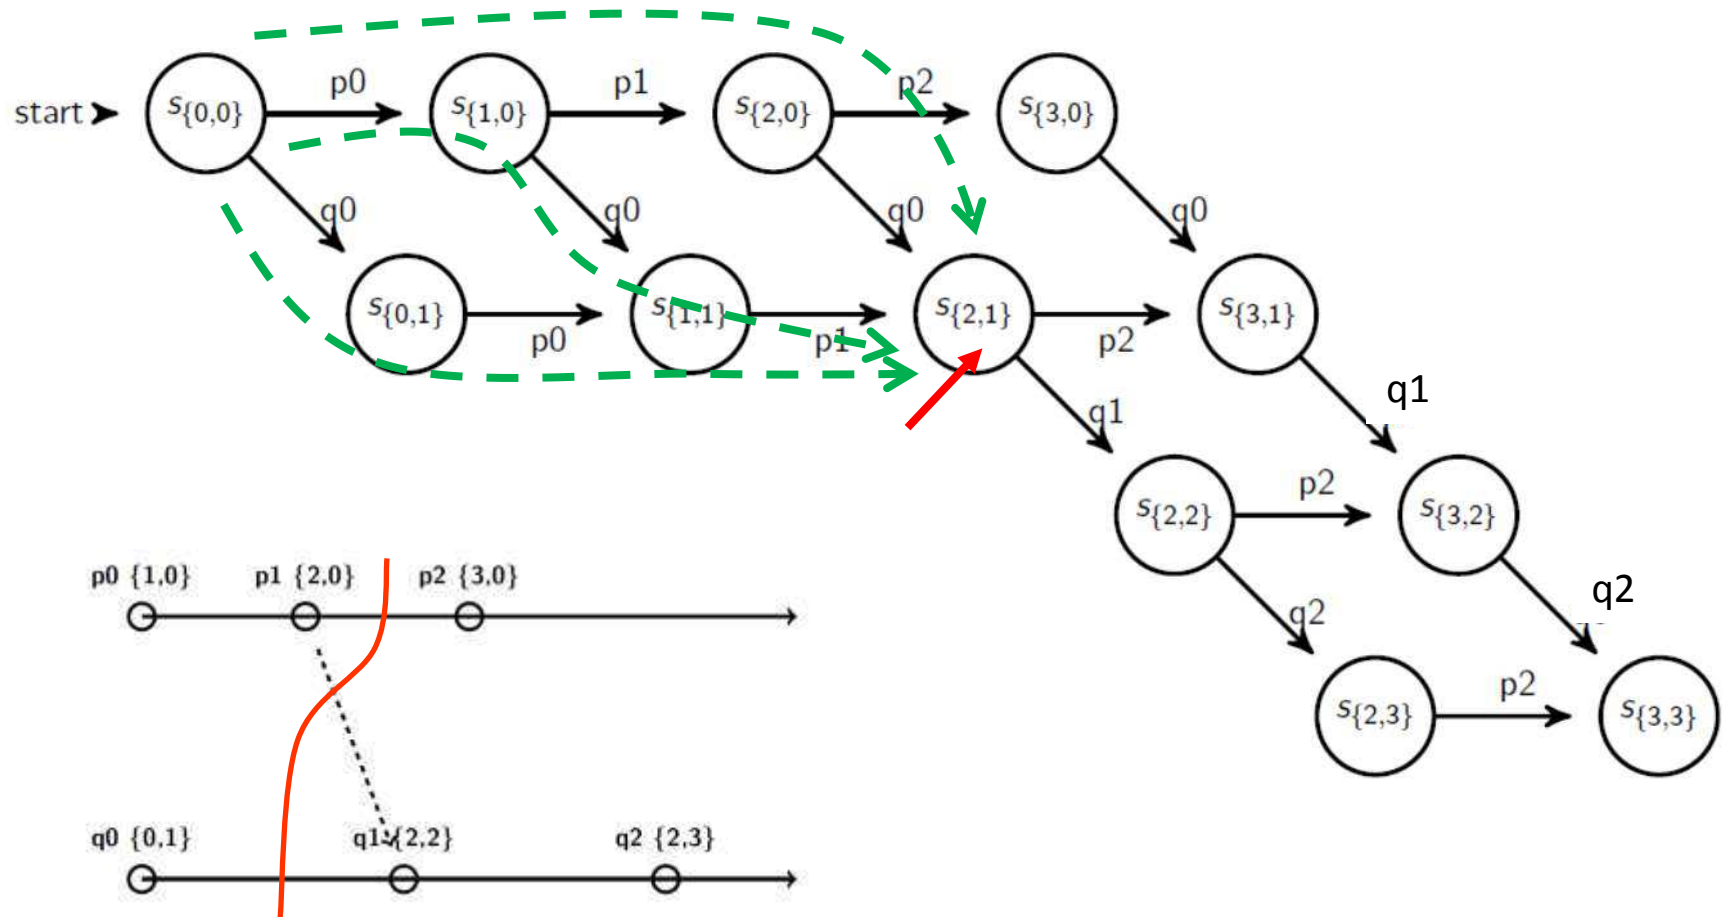 p0 p1 p2
start S{0,0} S{1,0} S{2,0} S{3,0}
q0 q0 q0 q0
S{0,1} S{1,1} S{2,1} S{3,1}
p0 p1 p2
q1 q1
p2
S{2,2} S{3,2}
p0 {1,0} p1 {2,0} p2 {3,0}
q2 q2
p2
S{2,3} S{3,3}
q0 {0,1} q1 {2,2} q2 {2,3}